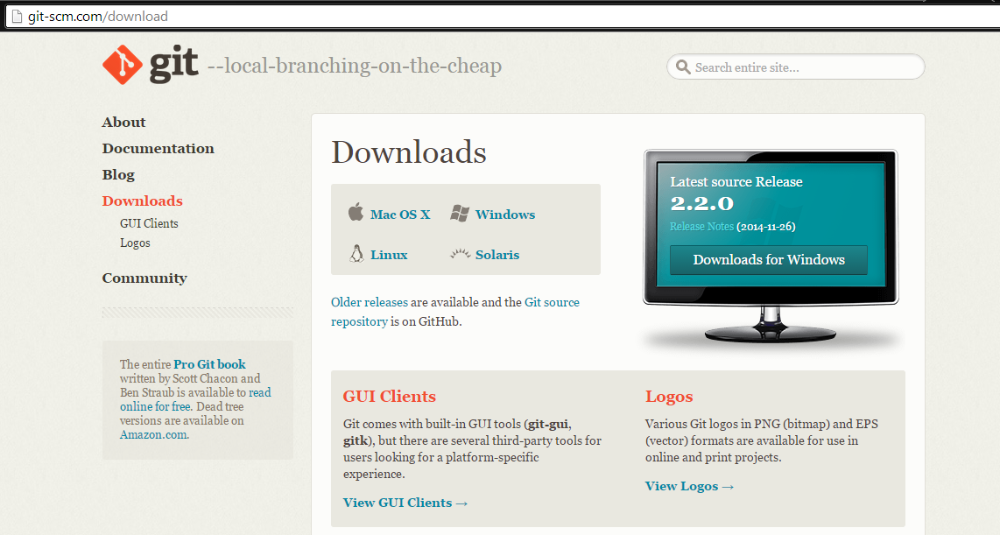 git-scm.com/download
git --local-branching-on-the-cheap
Search entire site...
About
Documentation
Blog
Downloads
GUI Clients
Logos
Community
The entire Pro Git book
written by Scott Chacon and
Ben Straub is available to read
online for free. Dead tree
versions are available on
Amazon.com.
Downloads
Mac OS X Windows
Linux Solaris
Older releases are available and the Git source
repository is on GitHub.
Latest source Release
2.2.0
Release Notes (2014-11-26)
Downloads for Windows
GUI Clients
Git comes with built-in GUI tools (git-gui,
gitk), but there are several third-party tools for
users looking for a platform-specific
experience.
View GUI Clients →
Logos
Various Git logos in PNG (bitmap) and EPS
(vector) formats are available for use in
online and print projects.
View Logos →